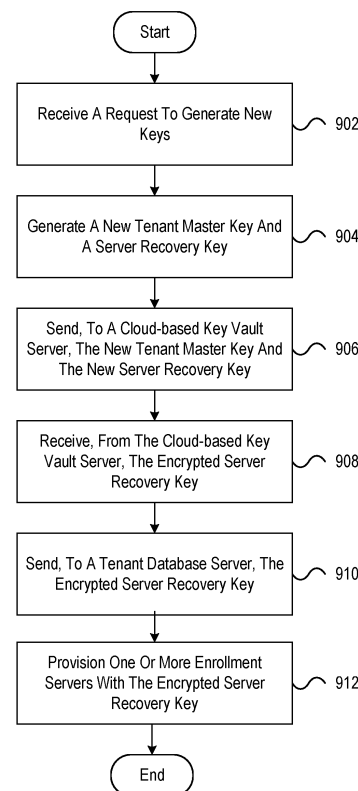 Start
Receive A Request To Generate New
Keys
902
Generate A New Tenant Master Key And
A Server Recovery Key
904
Send, To A Cloud-based Key Vault
Server, The New Tenant Master Key And
The New Server Recovery Key
906
Receive, From The Cloud-based Key
Vault Server, The Encrypted Server
Recovery Key
908
Send, To A Tenant Database Server, The
Encrypted Server Recovery Key
910
Provision One Or More Enrollment
Servers With The Encrypted Server
Recovery Key
912
End